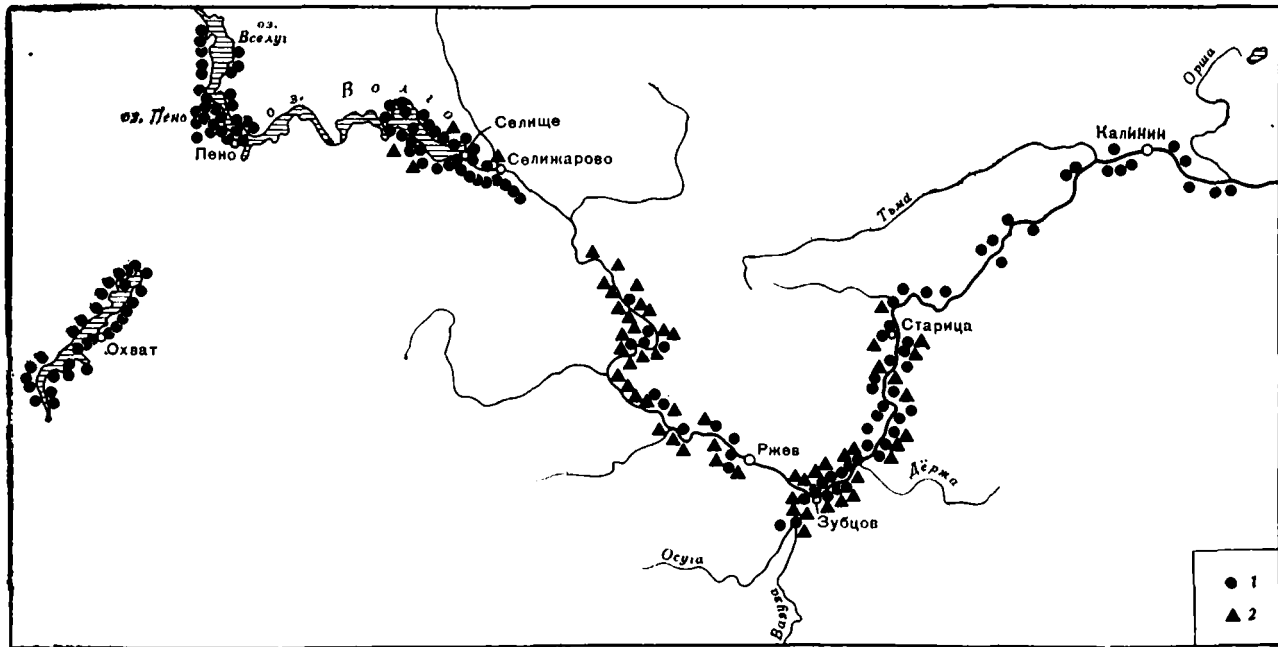 оз.
Вселуг
оз. Пено
Пено
оз. Волго
Селище
Селижарово
Орша
Калинин
Тьма
Охват
Старица
Ржев
Дёржа
Зубцов
Осуга
Вазуза
1
2